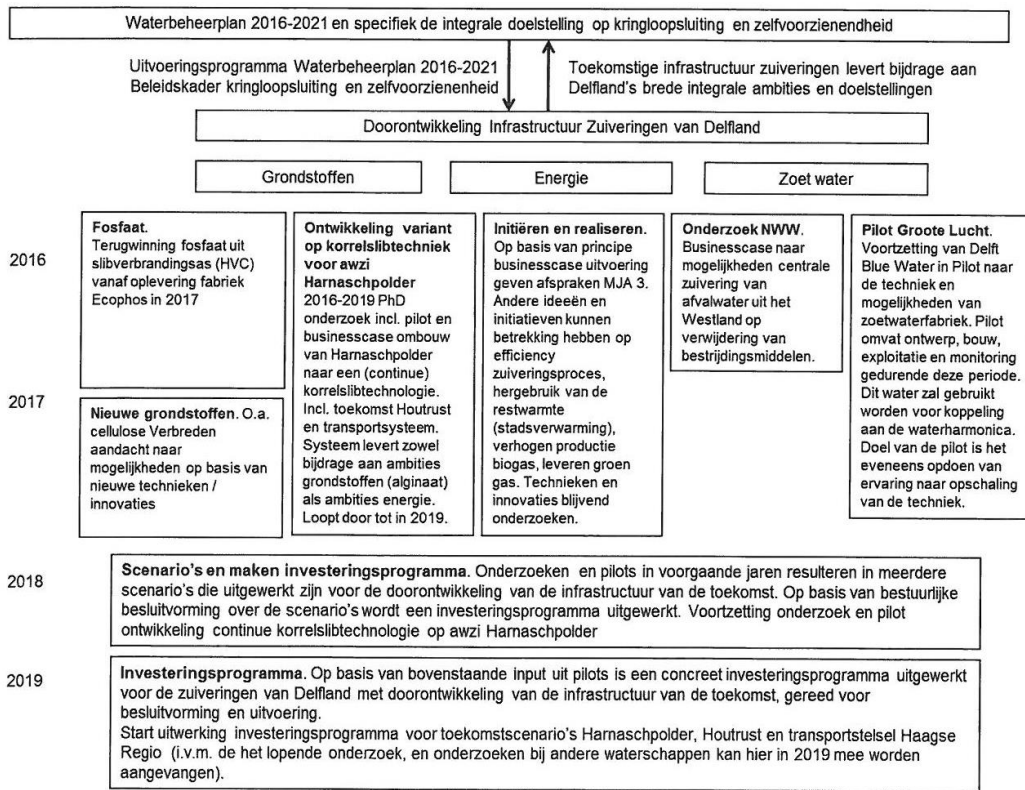 Waterbeheerplan 2016-2021 en specifiek de integrale doelstelling op kringloopsluiting en zelfvoorzienendheid
Uitvoeringsprogramma Waterbeheerplan 2016-2021
Beleidskader kringloopsluiting en zelfvoorzienenheid
Toekomstige infrastructuur zuiveringen levert bijdrage aan
Delfland's brede integrale ambities en doelstellingen
Doorontwikkeling Infrastructuur Zuiveringen van Delfland
Grondstoffen
Energie
Zoet water
2016
2017
Fosfaat.
Terugwinning fosfaat uit
slibverbrandingsas (HVC)
vanaf oplevering fabriek
Ecophos in 2017
Nieuwe grondstoffen. O.a.
cellulose Verbreden
aandacht naar
mogelijkheden op basis van
nieuwe technieken /
innovaties
Ontwikkeling variant
op korrelslibtechniek
voor awzi
Harnaschpolder
2016-2019 PhD
onderzoek incl. pilot en
businesscase ombouw
van Harnaschpolder
naar een (continue)
korrelslibtechnologie.
Incl. toekomst Houtrust
en transportsysteem.
Systeem levert zowel
bijdrage aan ambities
grondstoffen (alginaat)
als ambities energie.
Loopt door tot in 2019.
Initiëren en realiseren.
Op basis van principe
businesscase uitvoering
geven afspraken MJA 3.
Andere ideeën en
initiatieven kunnen
betrekking hebben op
efficiency
zuiveringsproces,
hergebruik van de
restwarmte
(stadsverwarming),
verhogen productie
biogas, leveren groen
gas. Technieken en
innovaties blijvend
onderzoeken.
Onderzoek NWW.
Businesscase naar
mogelijkheden centrale
zuivering van
afvalwater uit het
Westland op
verwijdering van
bestrijdingsmiddelen.
Pilot Groote Lucht.
Voortzetting van Delft
Blue Water in Pilot naar
de techniek en
mogelijkheden van
zoetwaterfabriek. Pilot
omvat ontwerp, bouw,
exploitatie en monitoring
gedurende deze periode.
Dit water zal gebruikt
worden voor koppeling
aan de waterharmonica.
Doel van de pilot is het
eveneens opdoen van
ervaring naar opschaling
van de techniek.
2018
Scenario's en maken investeringsprogramma. Onderzoeken en pilots in voorgaande jaren resulteren in meerdere
scenario's die uitgewerkt zijn voor de doorontwikkeling van de infrastructuur van de toekomst. Op basis van bestuurlijke
besluitvorming over de scenario's wordt een investeringsprogramma uitgewerkt. Voortzetting onderzoek en pilot
ontwikkeling continue korrelslibtechnologie op awzi Harnaschpolder
2019
Investeringsprogramma. Op basis van bovenstaande input uit pilots is een concreet investeringsprogramma uitgewerkt
voor de zuiveringen van Delfland met doorontwikkeling van de infrastructuur van de toekomst, gereed voor
besluitvorming en uitvoering.
Start uitwerking investeringsprogramma voor toekomstscenario's Harnaschpolder, Houtrust en transportstelsel Haagse
Regio (i.v.m. de het lopende onderzoek, en onderzoeken bij andere waterschappen kan hier in 2019 mee worden
aangevangen).